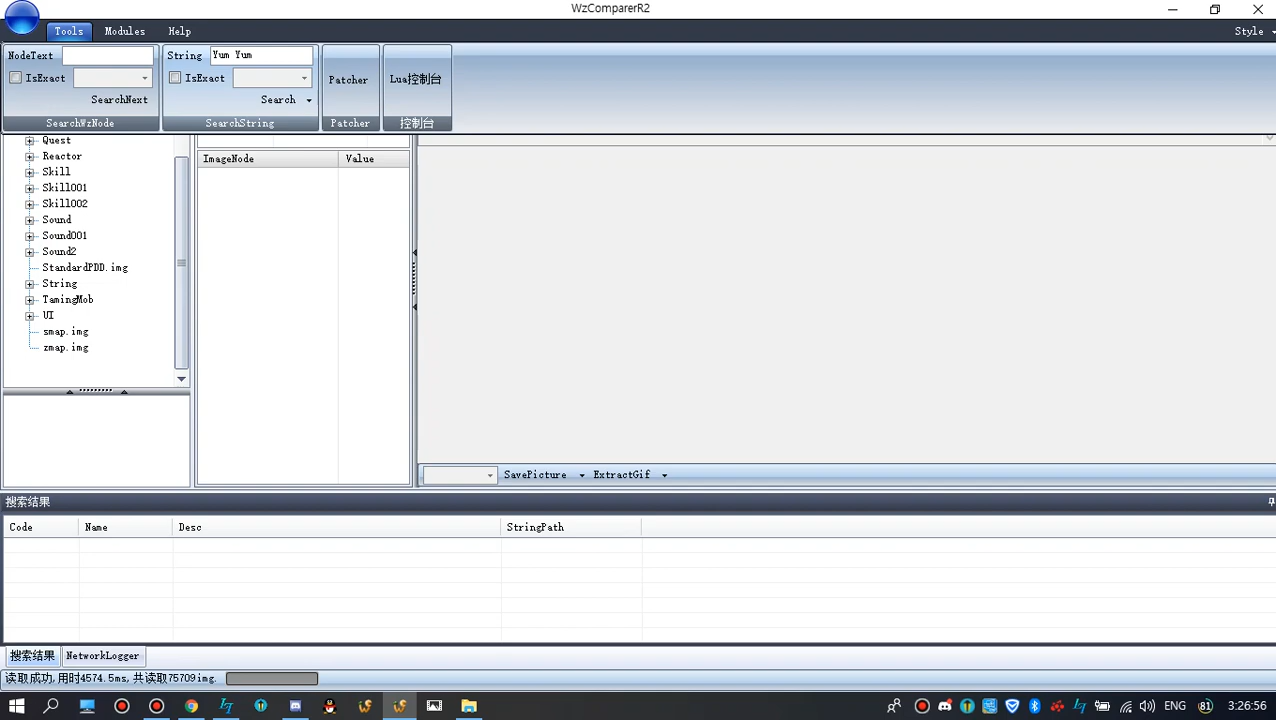 WzComparerR2
Tools Modules Help Style
NodeText String Yum Yum
IsExact IsExact Patcher Lua控制台
SearchNext Search
SearchWzNode SearchString Patcher 控制台
Quest
Reactor
Skill
Skill001
Skill002
Sound
Sound001
Sound2
StandardPDD.img
String
TamingMob
UI
smap.img
zmap.img
ImageNode Value
SavePicture ExtractGif
搜索结果
Code Name Desc StringPath
搜索结果 NetworkLogger
读取成功,用时4574.5ms,共读取75709img.
ENG 81 3:26:56